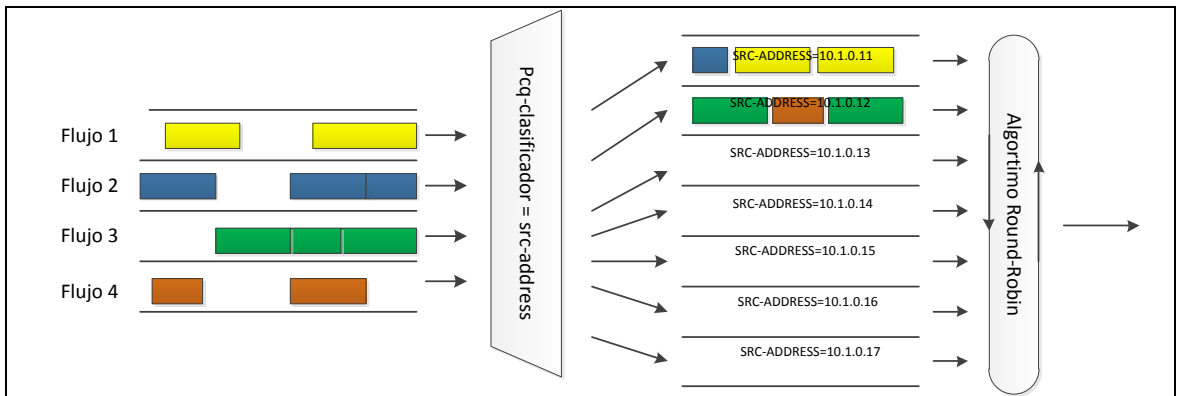 Flujo 1
Flujo 2
Flujo 3
Flujo 4
Pcq-clasificador = src-address
SRC-ADDRESS=10.1.0.11
SRC-ADDRESS=10.1.0.12
SRC-ADDRESS=10.1.0.13
SRC-ADDRESS=10.1.0.14
SRC-ADDRESS=10.1.0.15
SRC-ADDRESS=10.1.0.16
SRC-ADDRESS=10.1.0.17
Algortimo Round-Robin